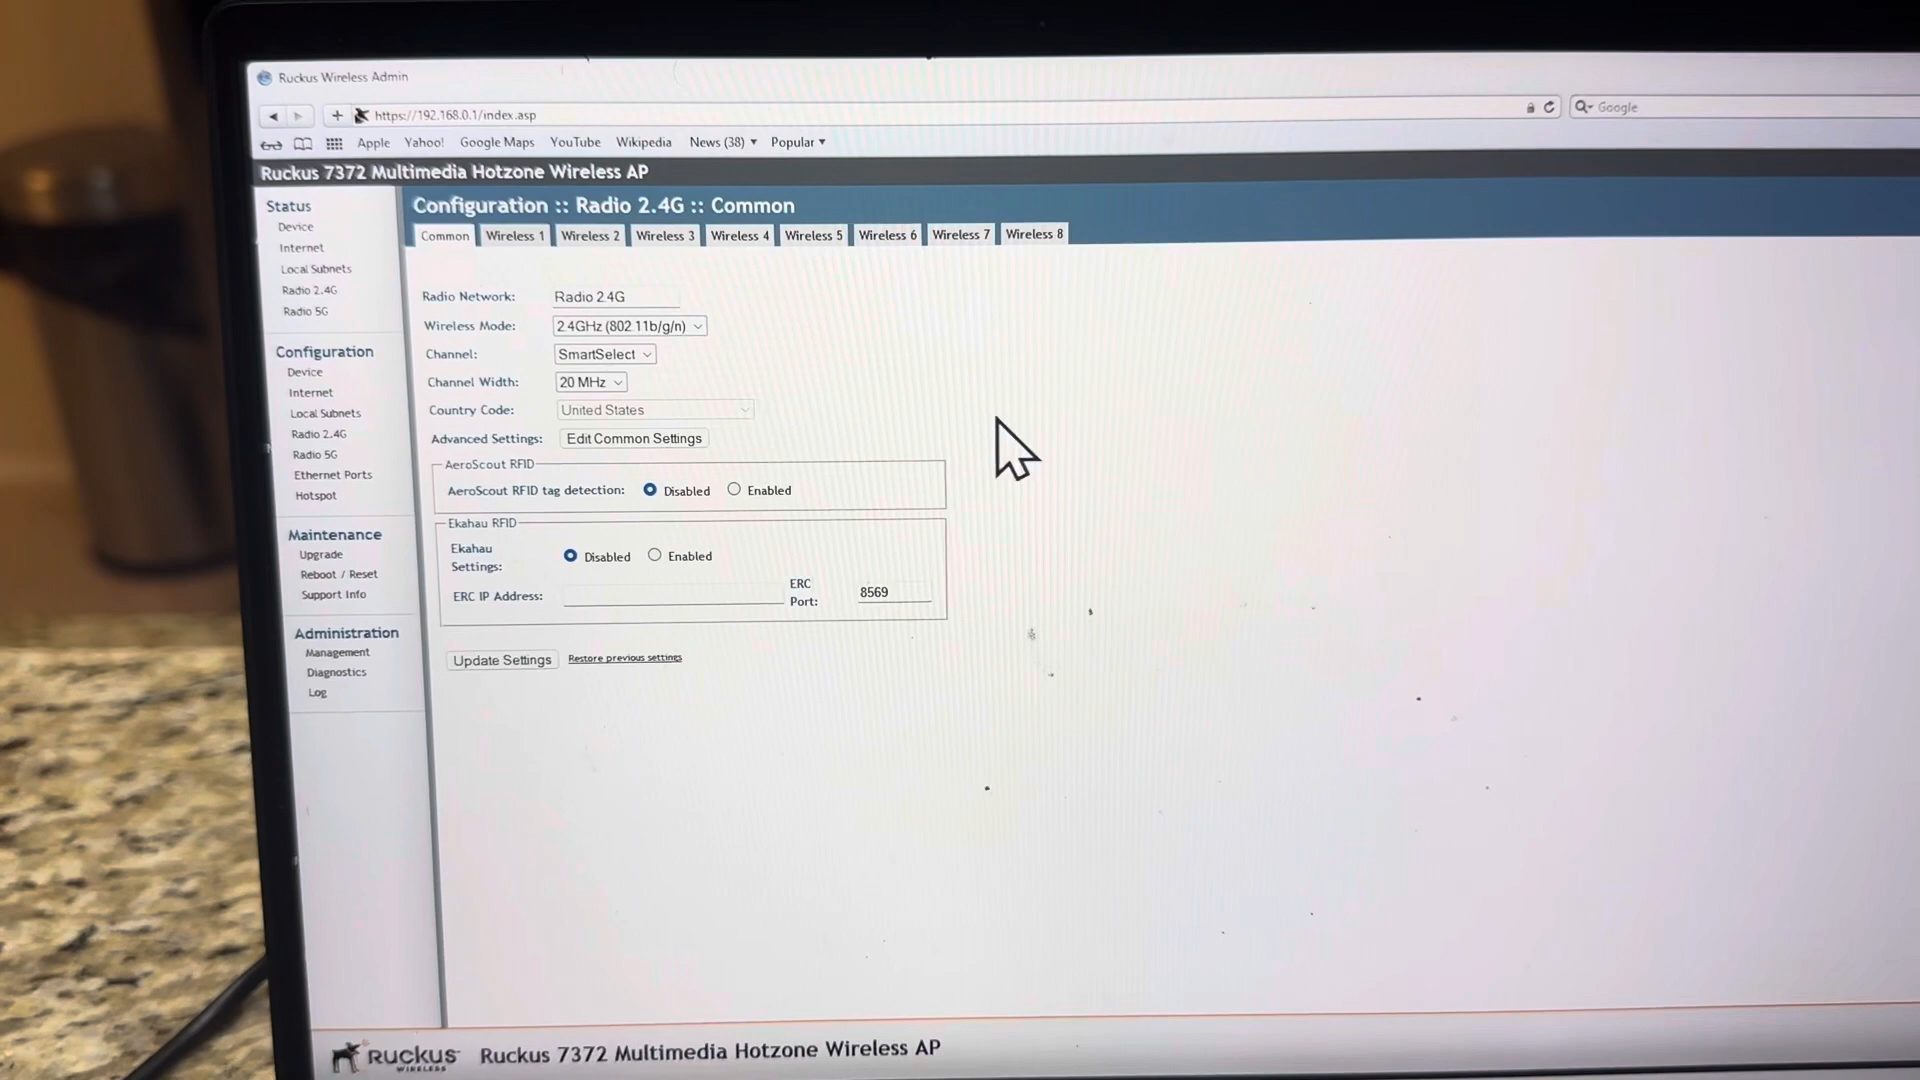 Ruckus Wireless Admin
https://192.168.0.1/index.asp
Google
Apple Yahoo! Google Maps YouTube Wikipedia News (38) Popular
Ruckus 7372 Multimedia Hotzone Wireless AP
Status
Device
Internet
Local Subnets
Radio 2.4G
Radio 5G
Configuration
Device
Internet
Local Subnets
Radio 2.4G
Radio 5G
Ethernet Ports
Hotspot
Maintenance
Upgrade
Reboot / Reset
Support Info
Administration
Management
Diagnostics
Log
Configuration :: Radio 2.4G :: Common
Common Wireless 1 Wireless 2 Wireless 3 Wireless 4 Wireless 5 Wireless 6 Wireless 7 Wireless 8
Radio Network: Radio 2.4G
Wireless Mode: 2.4GHz (802.11b/g/n)
Channel: SmartSelect
Channel Width: 20 MHz
Country Code: United States
Advanced Settings: Edit Common Settings
AeroScout RFID
AeroScout RFID tag detection: Disabled Enabled
Ekahau RFID
Ekahau Settings: Disabled Enabled
ERC IP Address: ERC Port: 8569
Update Settings Restore previous settings
RUCKUS WIRELESS Ruckus 7372 Multimedia Hotzone Wireless AP